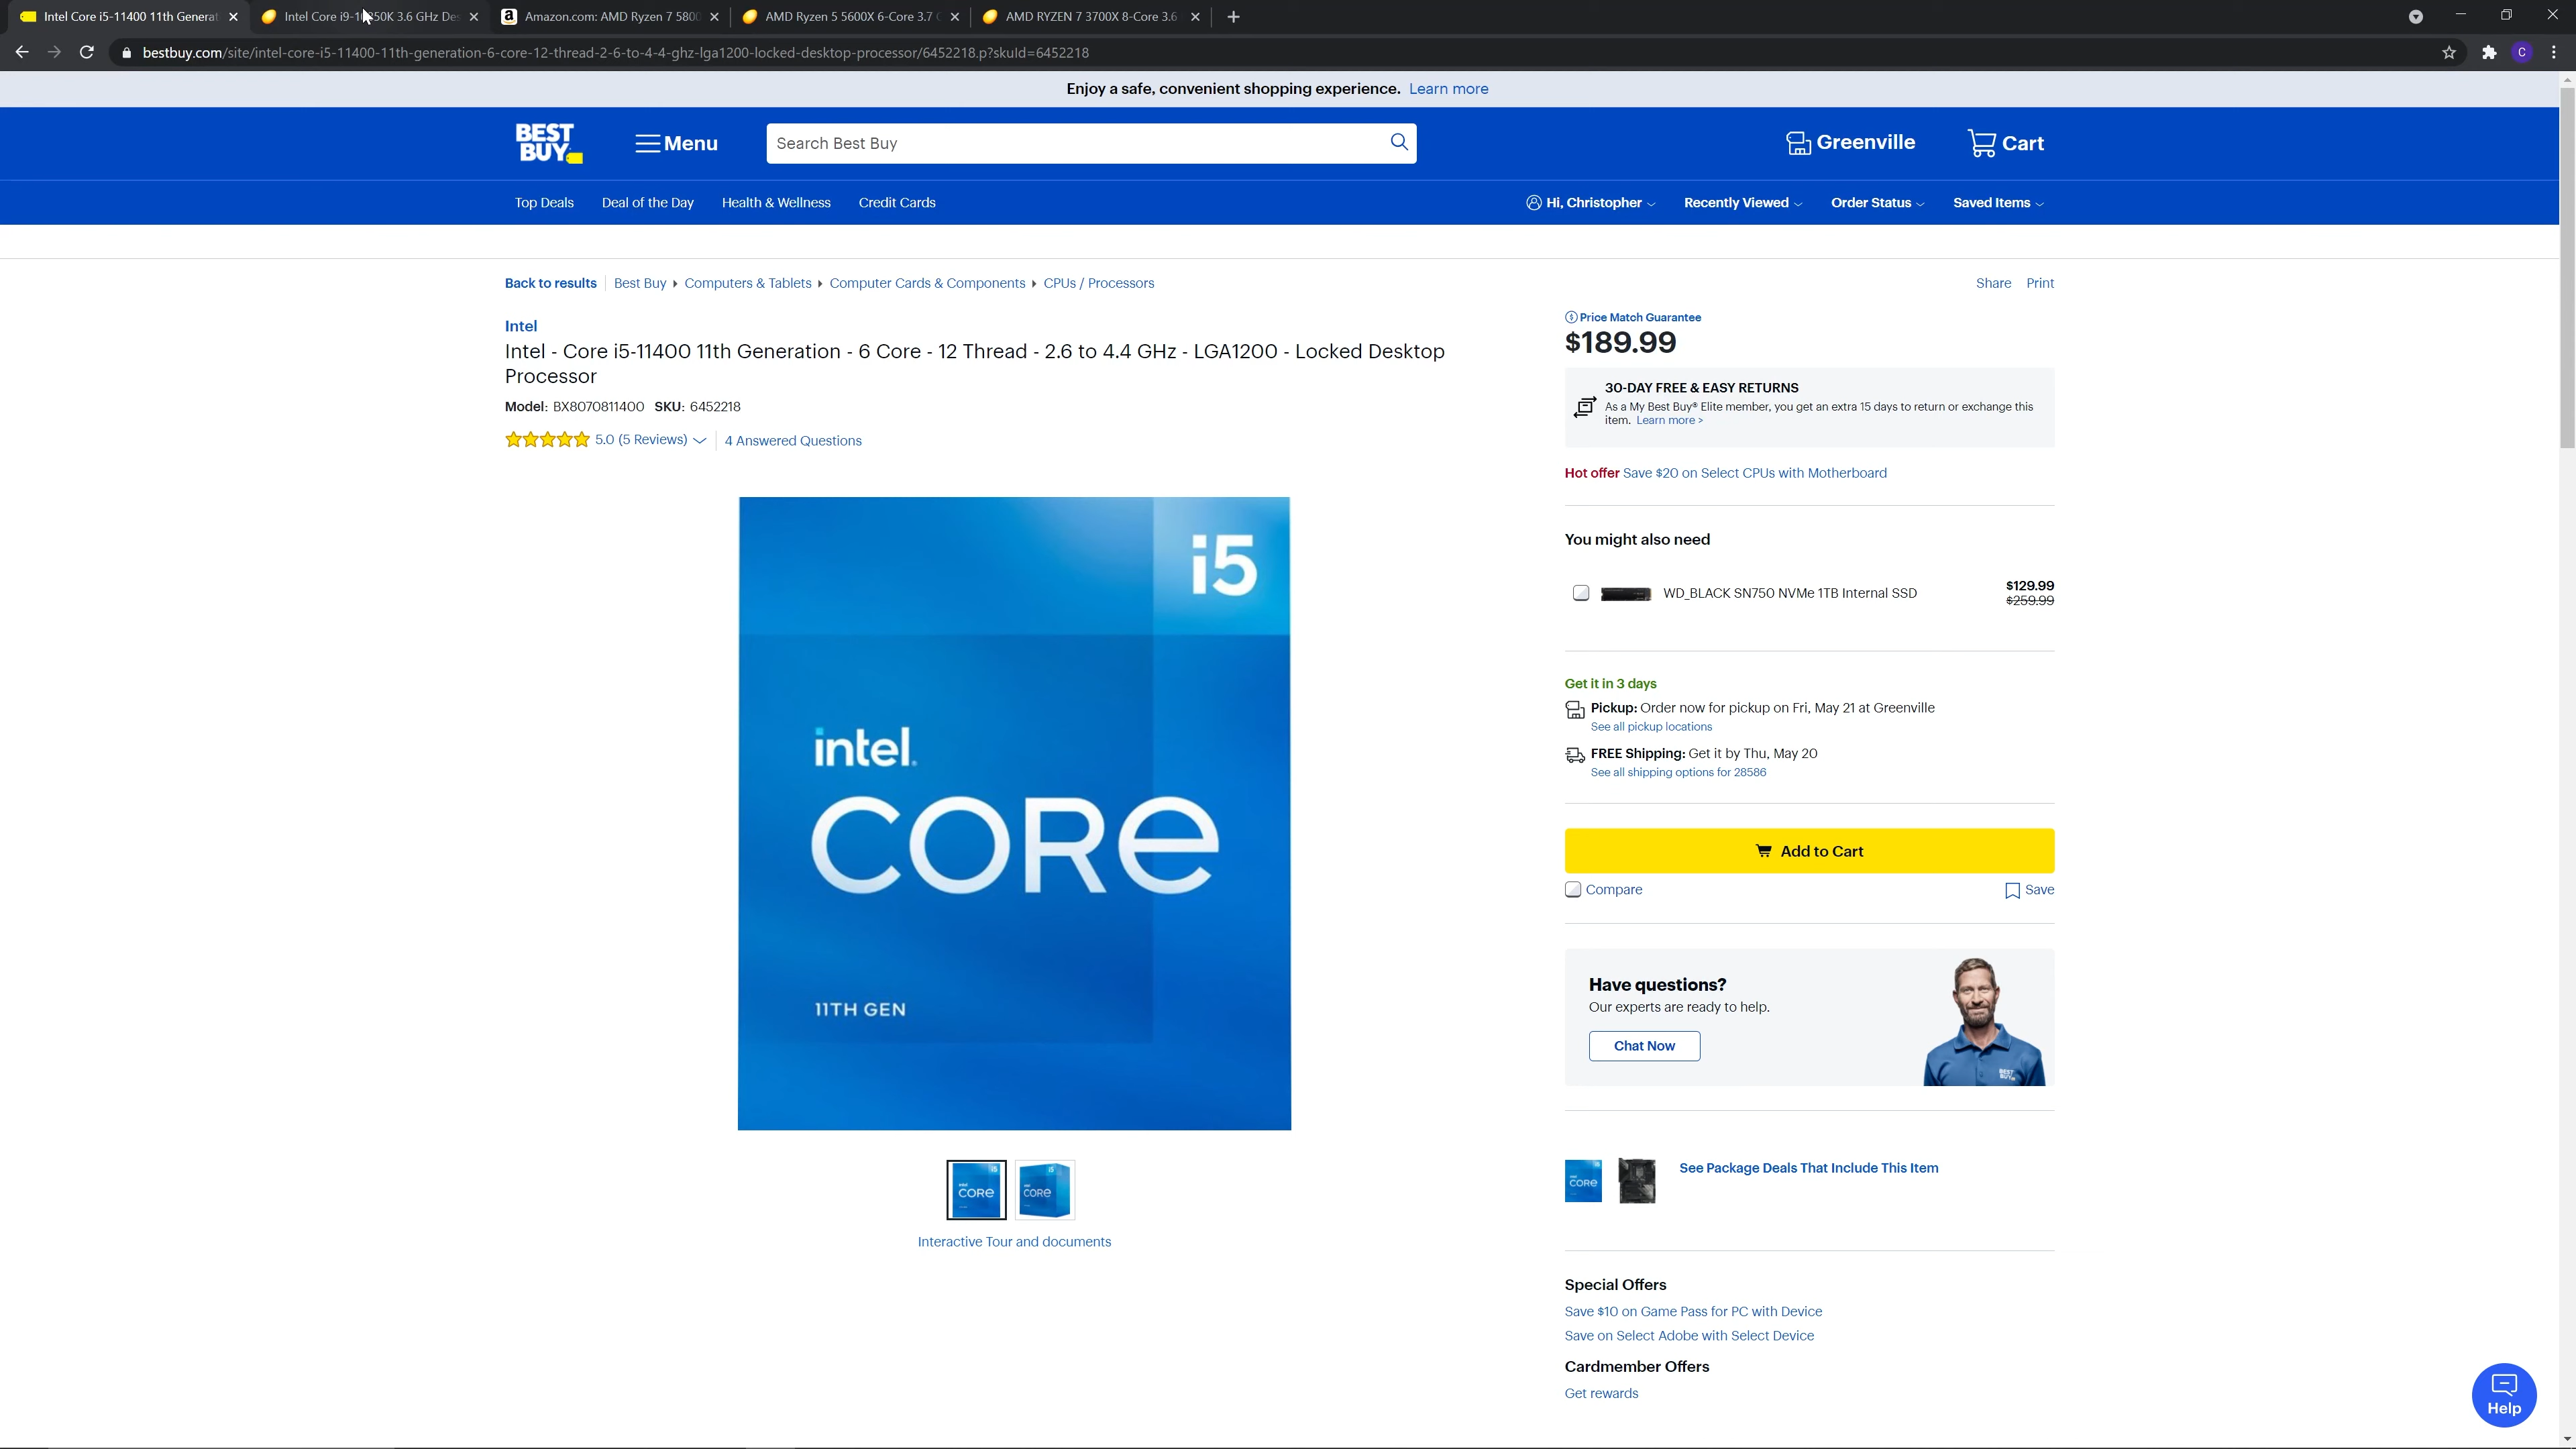 Intel Core i5-11400 11th Generat
Intel Core i9-10850K 3.6 GHz Des
Amazon.com: AMD Ryzen 7 5800
AMD Ryzen 5 5600X 6-Core 3.7
AMD RYZEN 7 3700X 8-Core 3.6
bestbuy.com/site/intel-core-i5-11400-11th-generation-6-core-12-thread-2-6-to-4-4-ghz-lga1200-locked-desktop-processor/6452218.p?skuId=6452218
C
Enjoy a safe, convenient shopping experience. Learn more
BEST BUY
Menu
Search Best Buy
Greenville
Cart
Top Deals
Deal of the Day
Health & Wellness
Credit Cards
Hi, Christopher
Recently Viewed
Order Status
Saved Items
Back to results
Best Buy
Computers & Tablets
Computer Cards & Components
CPUs / Processors
Share
Print
Intel
Intel - Core i5-11400 11th Generation - 6 Core - 12 Thread - 2.6 to 4.4 GHz - LGA1200 - Locked Desktop
Processor
Model: BX8070811400 SKU: 6452218
5.0 (5 Reviews)
4 Answered Questions
i5
intel.
CORE
11TH GEN
i5
CORE
i5
CORE
Interactive Tour and documents
Price Match Guarantee
$189.99
30-DAY FREE & EASY RETURNS
As a My Best Buy® Elite member, you get an extra 15 days to return or exchange this
item. Learn more >
Hot offer Save $20 on Select CPUs with Motherboard
You might also need
WD_BLACK SN750 NVMe 1TB Internal SSD
$129.99
$259.99
Get it in 3 days
Pickup: Order now for pickup on Fri, May 21 at Greenville
See all pickup locations
FREE Shipping: Get it by Thu, May 20
See all shipping options for 28586
Add to Cart
Compare
Save
Have questions?
Our experts are ready to help.
Chat Now
BEST BUY
CORE
See Package Deals That Include This Item
Special Offers
Save $10 on Game Pass for PC with Device
Save on Select Adobe with Select Device
Cardmember Offers
Get rewards
Help